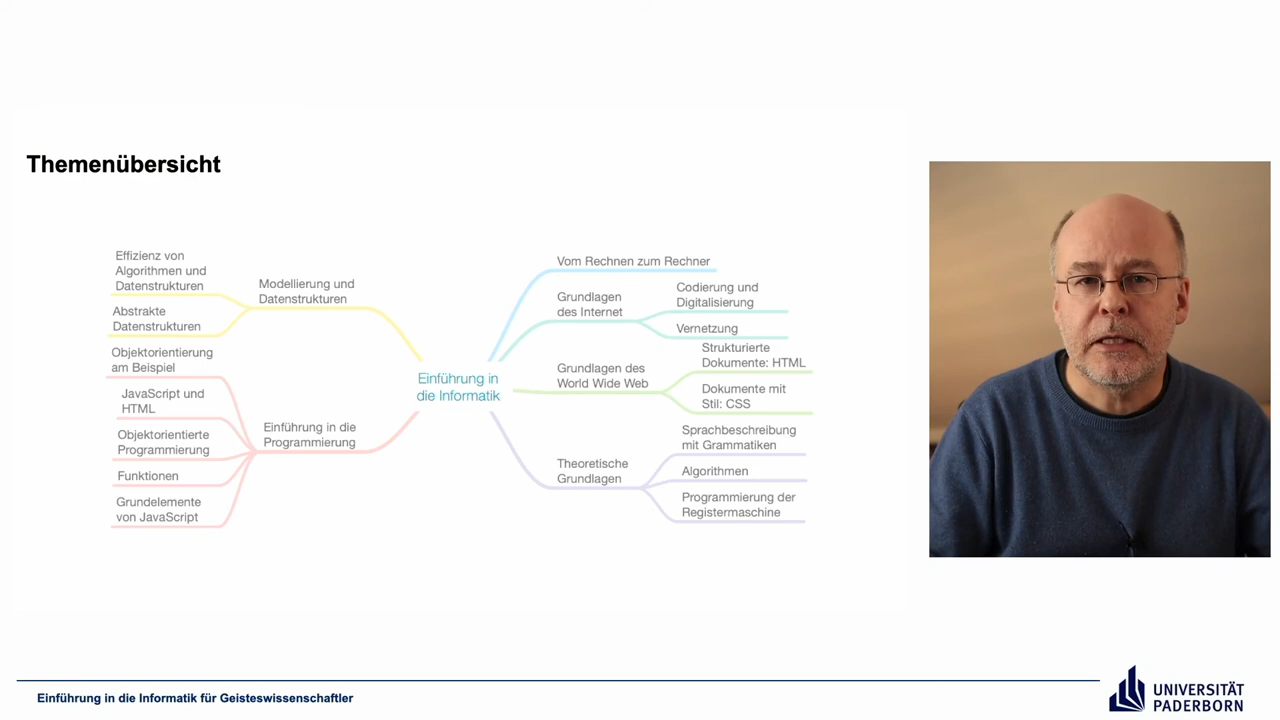 Themenübersicht
Effizienz von
Algorithmen und
Datenstrukturen
Abstrakte
Datenstrukturen
Modellierung und
Datenstrukturen
Objektorientierung
am Beispiel
JavaScript und
HTML
Objektorientierte
Programmierung
Funktionen
Grundelemente
von JavaScript
Einführung in die
Programmierung
Einführung in
die Informatik
Vom Rechnen zum Rechner
Grundlagen
des Internet
Codierung und
Digitalisierung
Vernetzung
Grundlagen des
World Wide Web
Strukturierte
Dokumente: HTML
Dokumente mit
Stil: CSS
Theoretische
Grundlagen
Sprachbeschreibung
mit Grammatiken
Algorithmen
Programmierung der
Registermaschine
Einführung in die Informatik für Geisteswissenschaftler
UNIVERSITÄT
PADERBORN